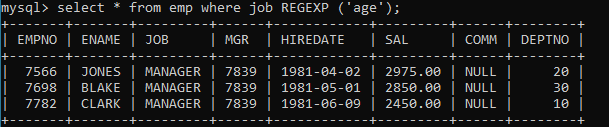 mysql> select * from emp where job REGEXP ('age');
+-------+-------+---------+------+------------+---------+------+--------+
| EMPNO | ENAME | JOB     | MGR  | HIREDATE   | SAL     | COMM | DEPTNO |
+-------+-------+---------+------+------------+---------+------+--------+
|  7566 | JONES | MANAGER | 7839 | 1981-04-02 | 2975.00 | NULL |     20 |
|  7698 | BLAKE | MANAGER | 7839 | 1981-05-01 | 2850.00 | NULL |     30 |
|  7782 | CLARK | MANAGER | 7839 | 1981-06-09 | 2450.00 | NULL |     10 |
+-------+-------+---------+------+------------+---------+------+--------+